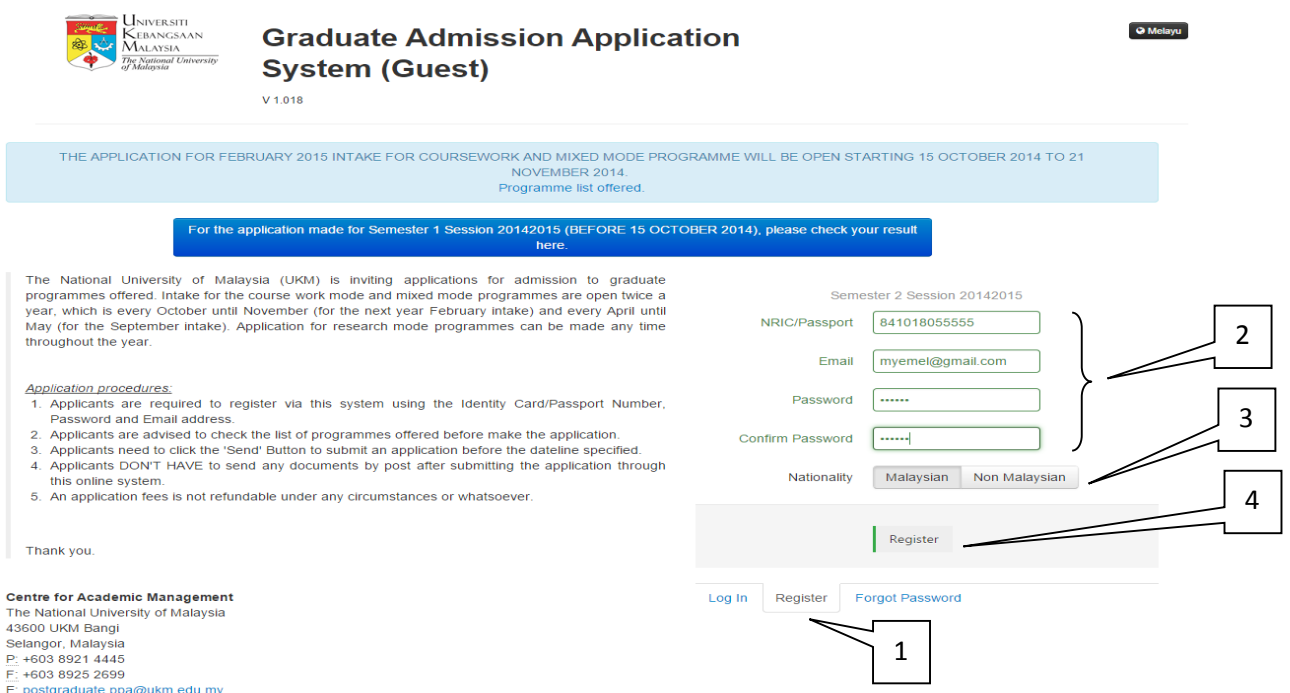 UNIVERSITI
KEBANGSAAN
MALAYSIA
The National University
of Malaysia
Graduate Admission Application
System (Guest)
V 1.018
Melayu
THE APPLICATION FOR FEBRUARY 2015 INTAKE FOR COURSEWORK AND MIXED MODE PROGRAMME WILL BE OPEN STARTING 15 OCTOBER 2014 TO 21
NOVEMBER 2014.
Programme list offered.
For the application made for Semester 1 Session 20142015 (BEFORE 15 OCTOBER 2014), please check your result
here.
The National University of Malaysia (UKM) is inviting applications for admission to graduate
programmes offered. Intake for the course work mode and mixed mode programmes are open twice a
year, which is every October until November (for the next year February intake) and every April until
May (for the September intake). Application for research mode programmes can be made any time
throughout the year.
Application procedures:
1. Applicants are required to register via this system using the Identity Card/Passport Number,
Password and Email address.
2. Applicants are advised to check the list of programmes offered before make the application.
3. Applicants need to click the 'Send' Button to submit an application before the dateline specified.
4. Applicants DON'T HAVE to send any documents by post after submitting the application through
this online system.
5. An application fees is not refundable under any circumstances or whatsoever.
Thank you.
Centre for Academic Management
The National University of Malaysia
43600 UKM Bangi
Selangor, Malaysia
P: +603 8921 4445
F: +603 8925 2699
E: postgraduate.ppa@ukm.edu.my
Semester 2 Session 20142015
NRIC/Passport 841018055555
Email myemel@gmail.com
Password ••••••
Confirm Password ••••••
Nationality Malaysian Non Malaysian
Register
Log In Register Forgot Password
2
3
4
1